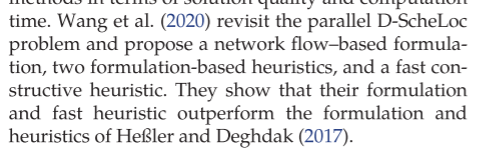 methods in terms of solution quality and computation
time. Wang et al. (2020) revisit the parallel D-ScheLoc
problem and propose a network flow–based formula-
tion, two formulation-based heuristics, and a fast con-
structive heuristic. They show that their formulation
and fast heuristic outperform the formulation and
heuristics of Heßler and Deghdak (2017).